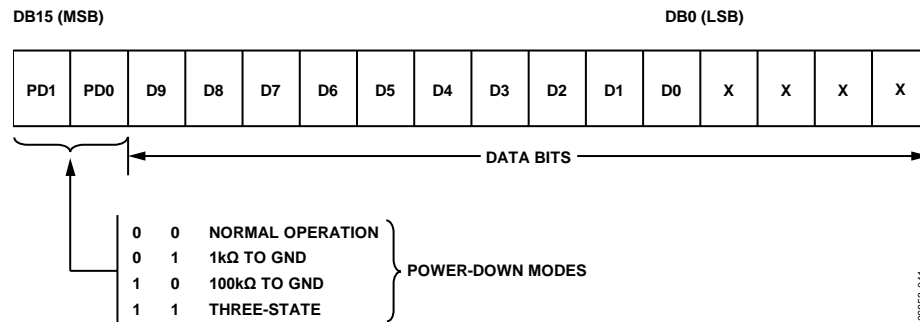 DB15 (MSB) DB0 (LSB)
PD1 PD0 D9 D8 D7 D6 D5 D4 D3 D2 D1 D0 X X X X
DATA BITS
0 0 NORMAL OPERATION
0 1 1kΩ TO GND
1 0 100kΩ TO GND
1 1 THREE-STATE
POWER-DOWN MODES